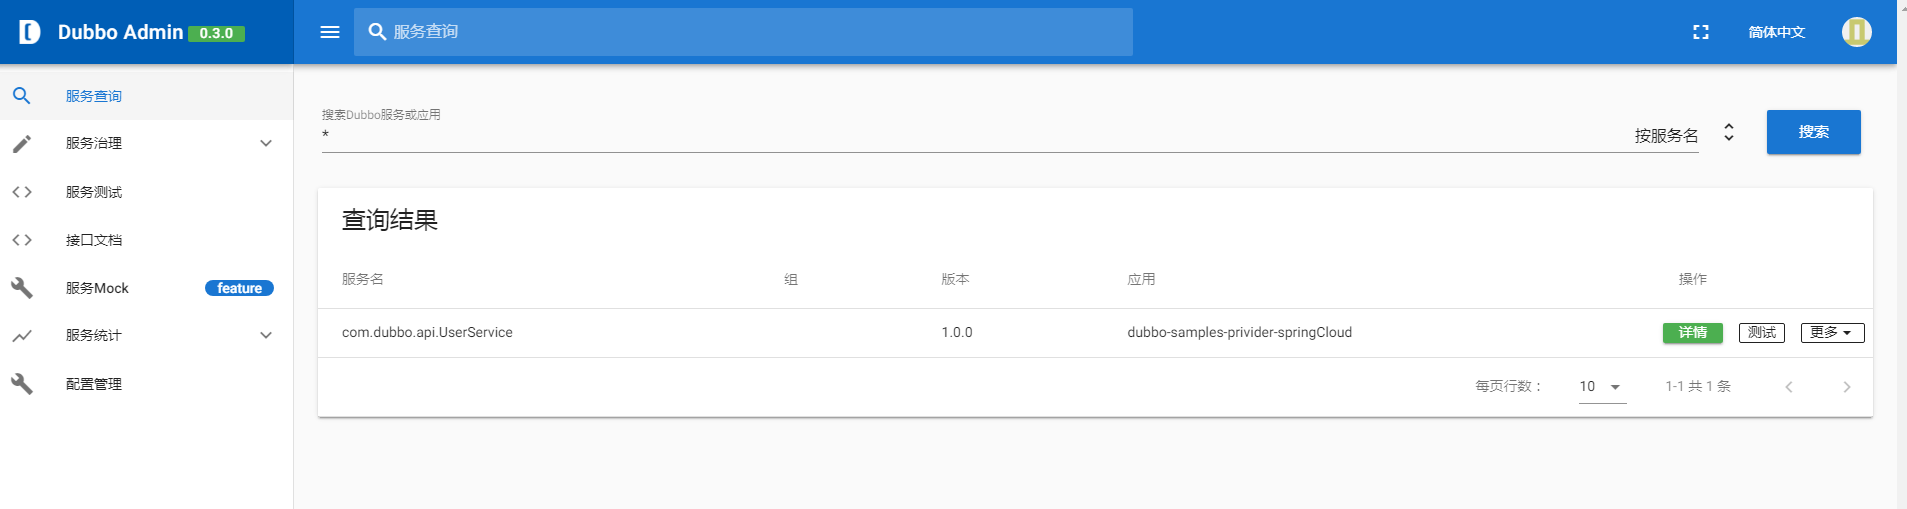 Dubbo Admin 0.3.0
服务查询
简体中文
服务查询
服务治理
服务测试
接口文档
服务Mock feature
服务统计
配置管理
搜索Dubbo服务或应用
*
按服务名
搜索
查询结果
服务名 组 版本 应用 操作
com.dubbo.api.UserService 1.0.0 dubbo-samples-privider-springCloud 详情 测试 更多
每页行数： 10 1-1 共 1 条